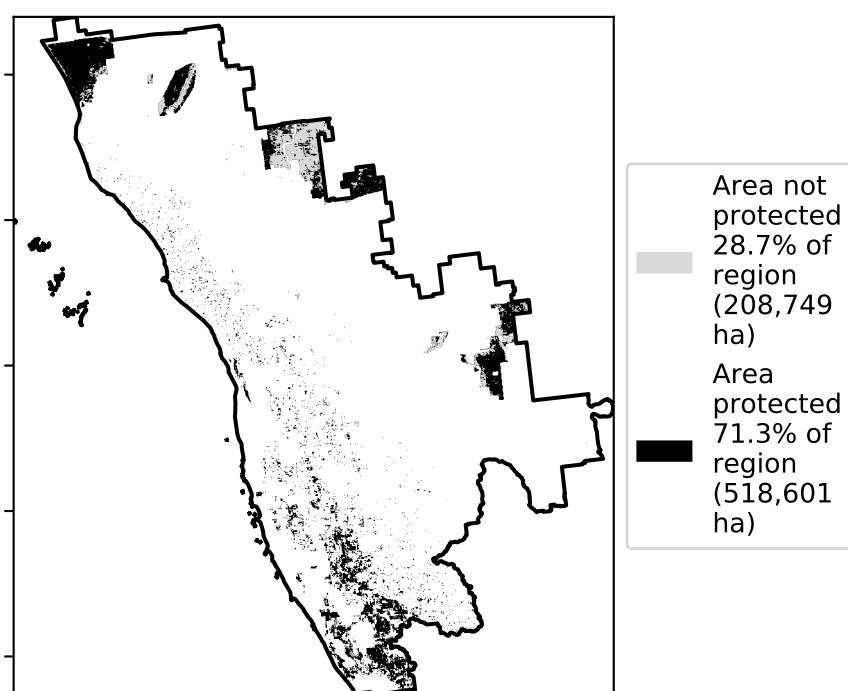 Area not
protected
28.7% of
region
(208,749
ha)
Area
protected
71.3% of
region
(518,601
ha)